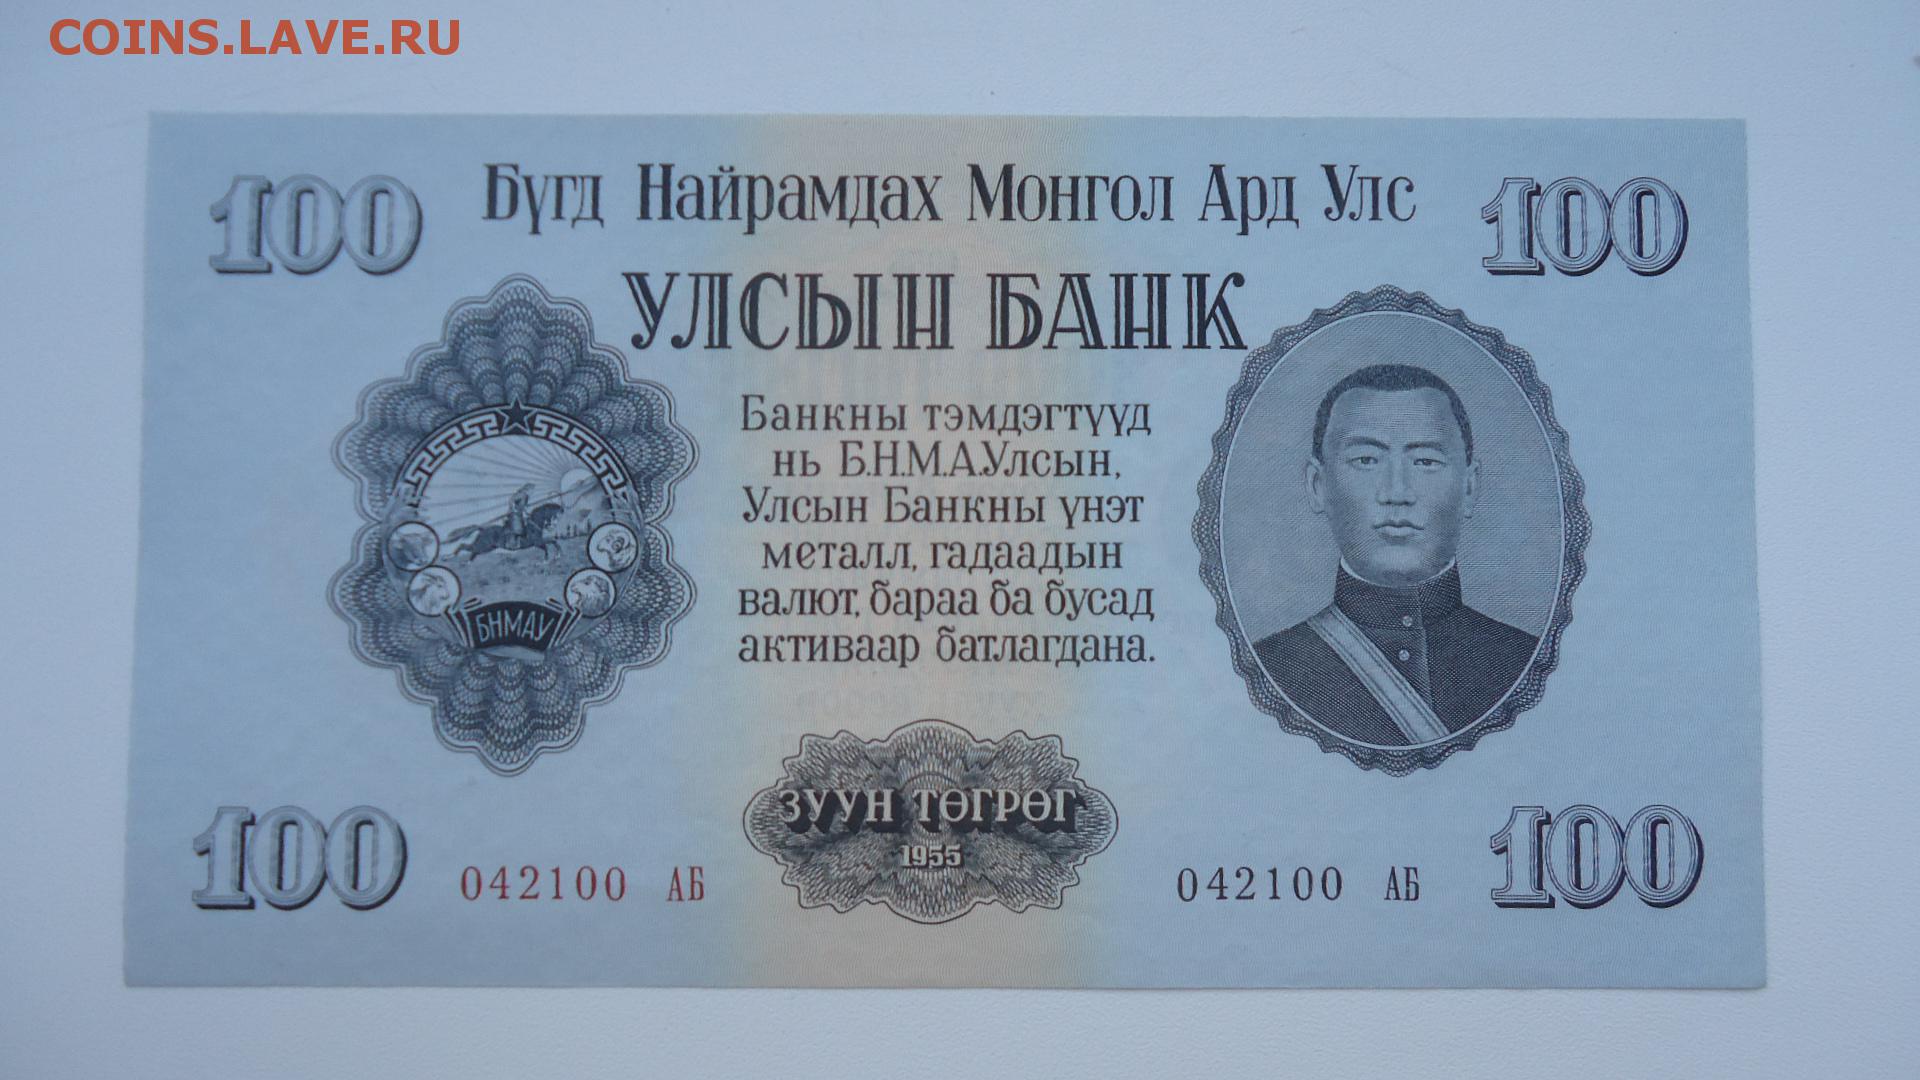 COINS.LAVE.RU
100 Бүгд Найрамдах Монгол Ард Улс 100
УЛСЫН БАНК
Банкны тэмдэгтүүд
нь Б.Н.М.А.Улсын,
Улсын Банкны үнэт
металл, гадаадын
валют, бараа ба бусад
активаар батлагдана.
БНМАУ
ЗУУН ТӨГРӨГ
1955
100 042100 АБ 042100 АБ 100